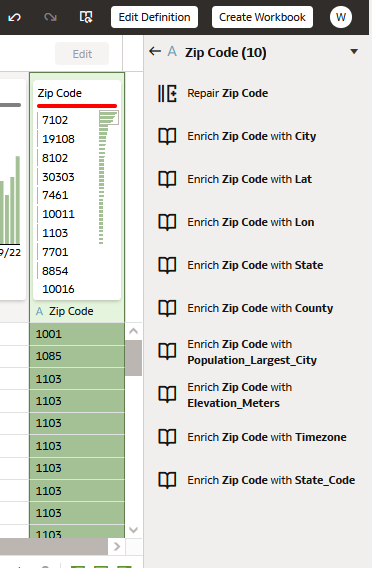 Edit Definition
Create Workbook
W
Edit
A Zip Code (10)
Zip Code
7102
19108
8102
30303
7461
10011
1103
7701
8854
10016
9/22
A Zip Code
1001
1085
1103
1103
1103
1103
1103
1103
1103
1103
Repair Zip Code
Enrich Zip Code with City
Enrich Zip Code with Lat
Enrich Zip Code with Lon
Enrich Zip Code with State
Enrich Zip Code with County
Enrich Zip Code with
Population_Largest_City
Enrich Zip Code with
Elevation_Meters
Enrich Zip Code with Timezone
Enrich Zip Code with State_Code